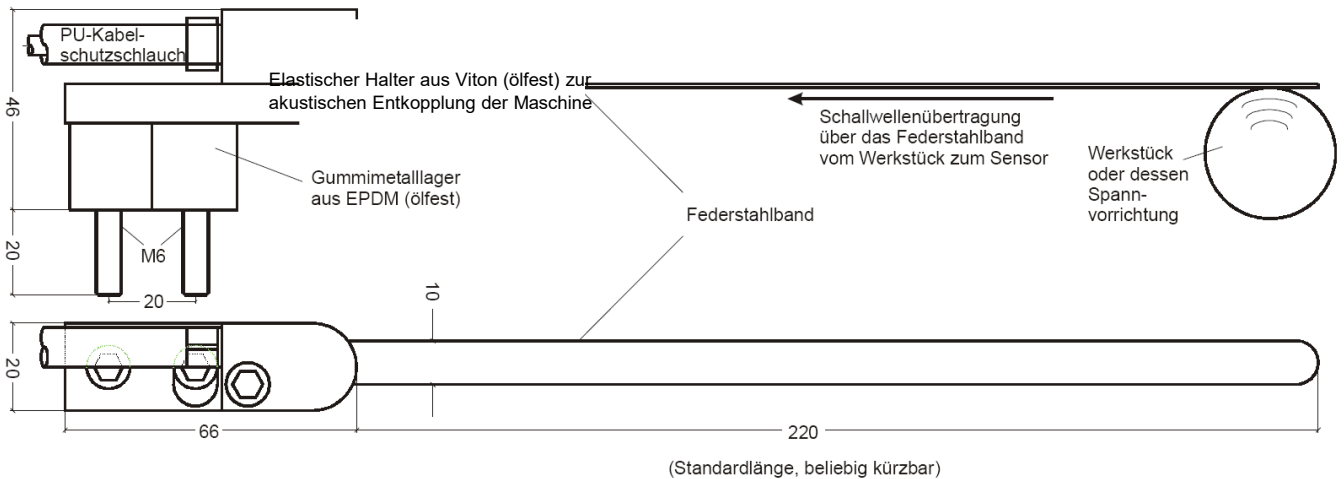 PU-Kabel-
schutzschlauch
Elastischer Halter aus Viton (ölfest) zur
akustischen Entkopplung der Maschine
Schallwellenübertragung
über das Federstahlband
vom Werkstück zum Sensor
Werkstück
oder dessen
Spann-
vorrichtung
46
Gummimetalllager
aus EPDM (ölfest)
Federstahlband
20
M6
20
10
20
66
220
(Standardlänge, beliebig kürzbar)